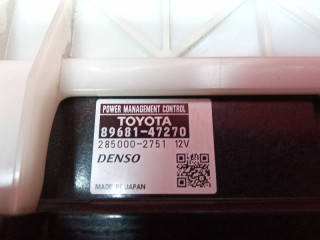 POWER MANAGEMENT CONTROL
TOYOTA
89681-47270
285000-2751 12V
DENSO
MADE IN JAPAN